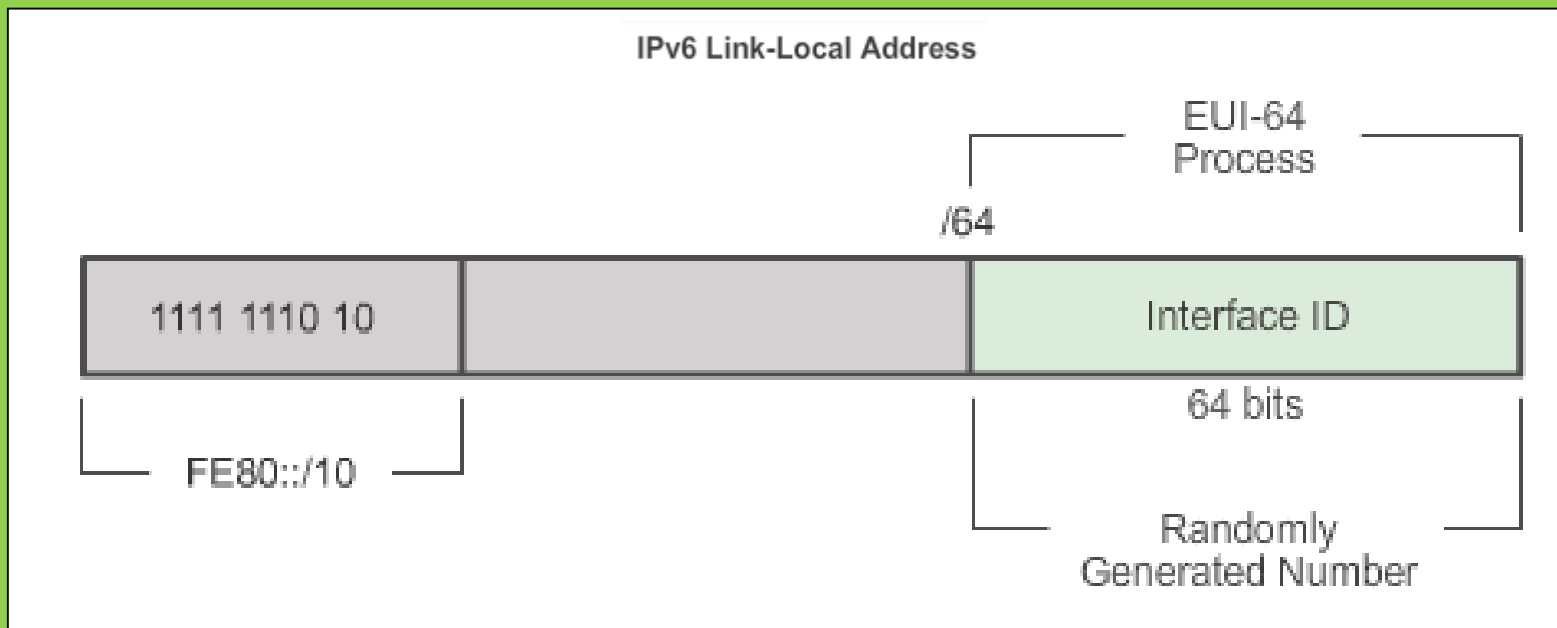 IPv6 Link-Local Address
EUI-64
Process
/64
1111 1110 10
Interface ID
64 bits
FE80::/10
Randomly
Generated Number